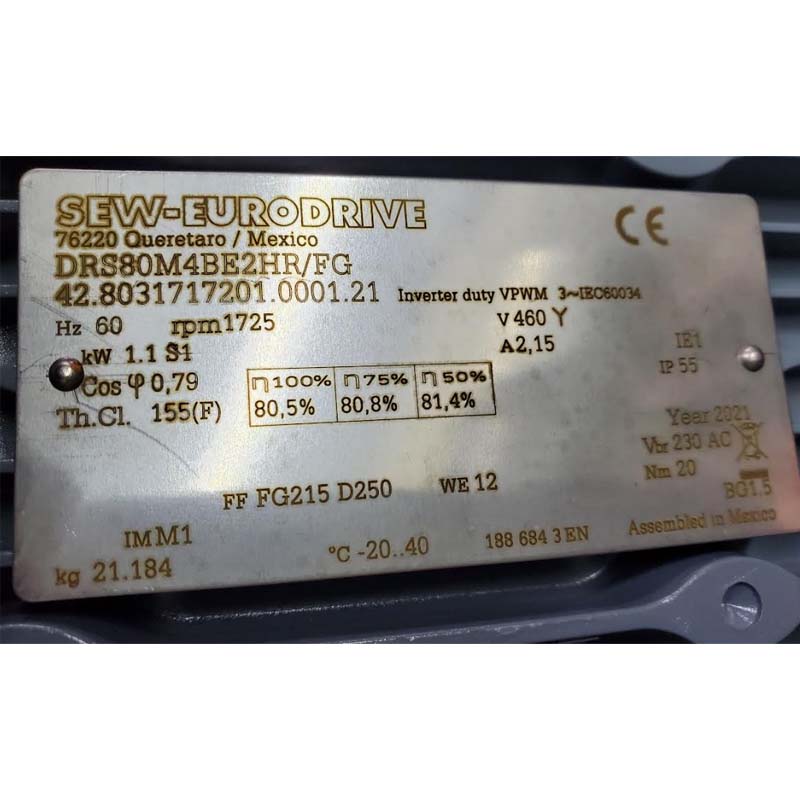 SEW-EURODRIVE
CE
76220 Queretaro / Mexico
DRS80M4BE2HR/FG
42.8031717201.0001.21 Inverter duty VPWM 3~IEC60034
Hz 60 rpm1725 V 460 Y
kW 1.1 S1 A2,15 IE1
Cos φ 0,79 η100% η75% η50% IP 55
Th.Cl. 155(F) 80,5% 80,8% 81,4%
Year 2021
Vbr 230 AC
Nm 20
FF FG215 D250 WE 12 BG1.5
IM M1 °C -20..40 188 684 3 EN Assembled in Mexico
kg 21.184